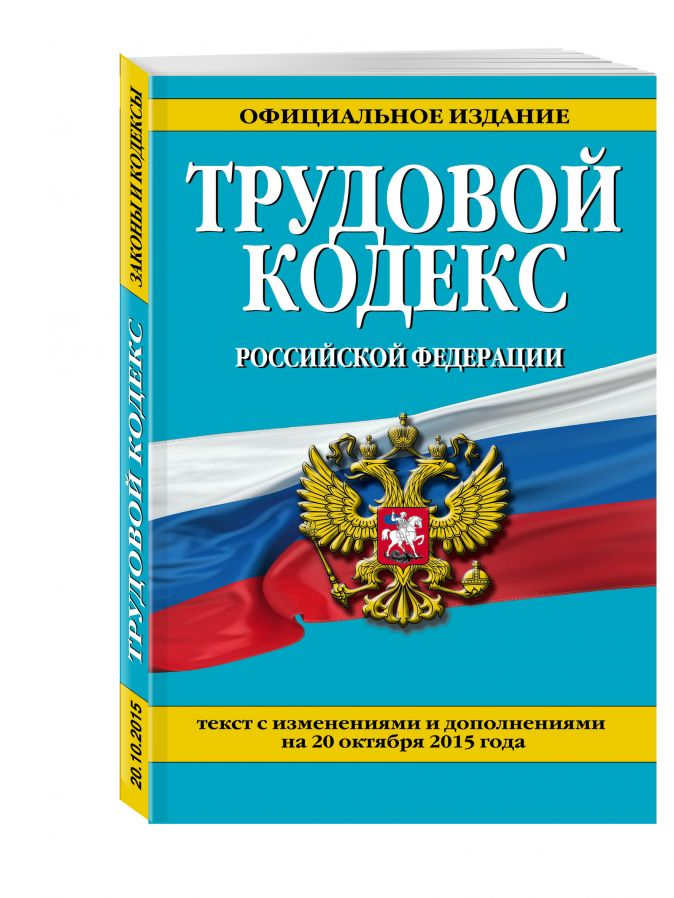 ОФИЦИАЛЬНОЕ ИЗДАНИЕ
ТРУДОВОЙ
КОДЕКС
РОССИЙСКОЙ ФЕДЕРАЦИИ
текст с изменениями и дополнениями
на 20 октября 2015 года
ЗАКОНЫ И КОДЕКСЫ
ТРУДОВОЙ КОДЕКС
20.10.2015